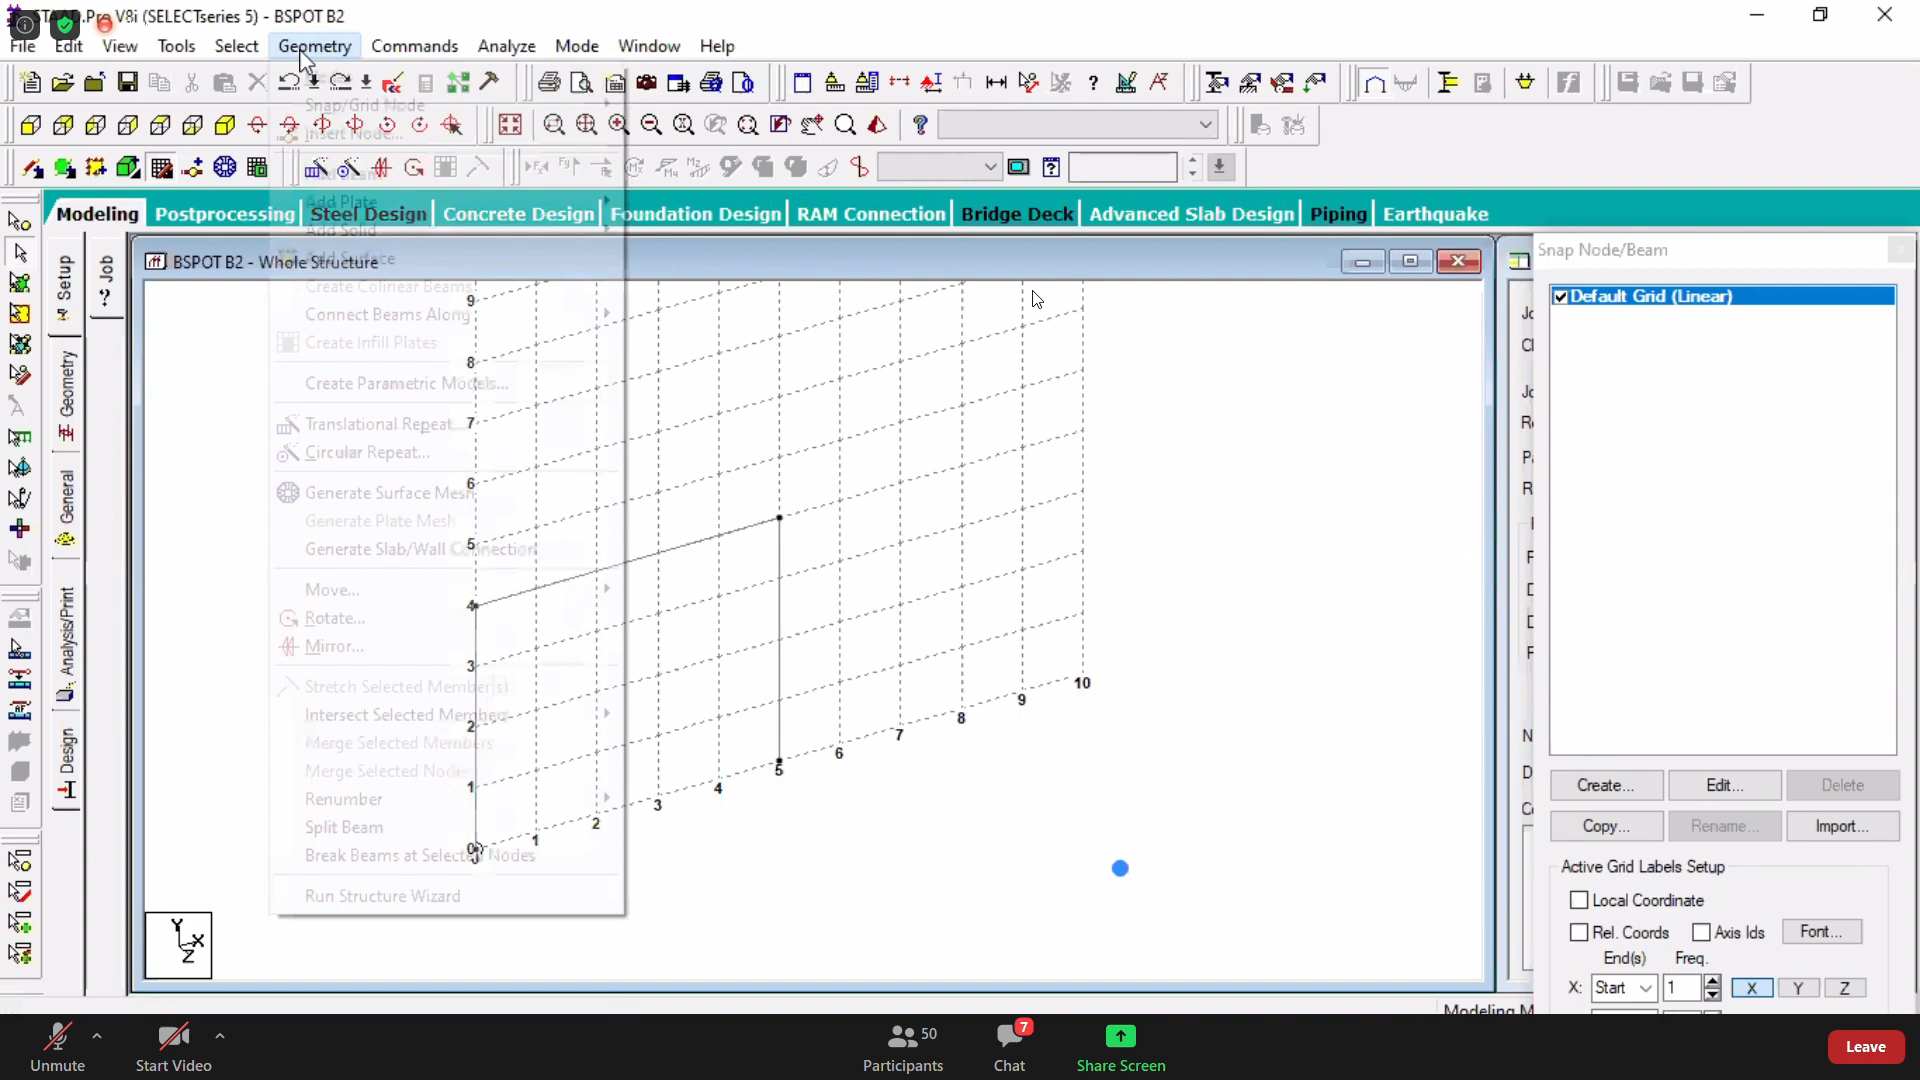 STAAD.Pro V8i (SELECTseries 5) - BSPOT B2
File Edit View Tools Select Geometry Commands Analyze Mode Window Help
Snap/Grid Node
Insert Node...
Add Beam
Add Plate
Add Solid
Add Surface
Create Colinear Beams
Connect Beams Along
Create Infill Plates
Create Parametric Models...
Translational Repeat...
Circular Repeat...
Generate Surface Mesh
Generate Plate Mesh
Generate Slab/Wall Connection
Move...
Rotate...
Mirror...
Stretch Selected Member(s)
Intersect Selected Members
Merge Selected Members
Merge Selected Nodes
Renumber
Split Beam
Break Beams at Selected Nodes
Run Structure Wizard
Modeling Postprocessing Steel Design Concrete Design Foundation Design RAM Connection Bridge Deck Advanced Slab Design Piping Earthquake
Setup
Geometry
General
Analysis/Print
Design
Job
BSPOT B2 - Whole Structure
9
8
7
6
5
4
3
2
1
0
0 1 2 3 4 5 6 7 8 9 10
Y
X
Z
Snap Node/Beam
Default Grid (Linear)
Create... Edit... Delete
Copy... Rename... Import...
Active Grid Labels Setup
Local Coordinate
Rel. Coords Axis Ids Font...
End(s) Freq.
X: Start 1 X Y Z
Modeling M
Unmute Start Video Participants 50 Chat 7 Share Screen Leave